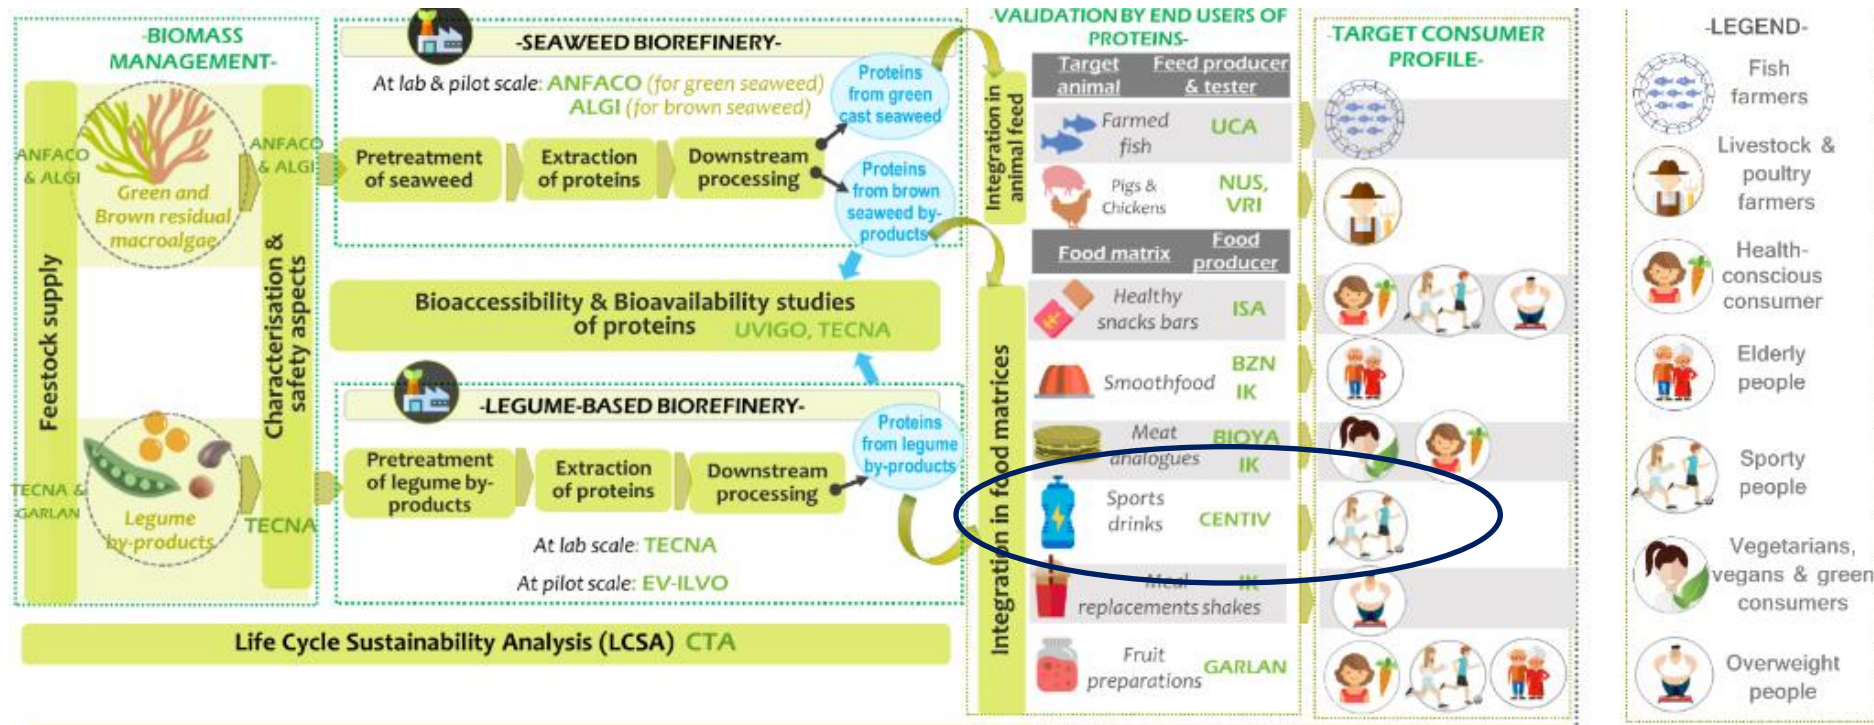 -BIOMASS
MANAGEMENT-
ANFACO
& ALGI
Green and
Brown residual
macroalgae
ANFACO
& ALGI
Feestock supply
Characterisation &
safety aspects
TECNA &
GARLAN
Legume
by-products
TECNA
-SEAWEED BIOREFINERY-
At lab & pilot scale: ANFACO (for green seaweed)
ALGI (for brown seaweed)
Pretreatment
of seaweed
Extraction
of proteins
Downstream
processing
Proteins
from green
cast seaweed
Proteins
from brown
seaweed by-
products
Bioaccessibility & Bioavailability studies
of proteins UVIGO, TECNA
-LEGUME-BASED BIOREFINERY-
Pretreatment
of legume by-
products
Extraction
of proteins
Downstream
processing
Proteins
from legume
by-products
At lab scale: TECNA
At pilot scale: EV-ILVO
Life Cycle Sustainability Analysis (LCSA) CTA
-VALIDATION BY END USERS OF
PROTEINS-
Integration in
animal feed
Target
animal
Feed producer
& tester
Farmed
fish
UCA
Pigs &
Chickens
NUS,
VRI
Integration in food matrices
Food matrix
Food
producer
Healthy
snacks bars
ISA
Smoothfood
BZN
IK
Meat
analogues
BIOYA
IK
Sports
drinks
CENTIV
Meal
replacements shakes
IK
Fruit
preparations
GARLAN
-TARGET CONSUMER
PROFILE-
-LEGEND-
Fish
farmers
Livestock &
poultry
farmers
Health-
conscious
consumer
Elderly
people
Sporty
people
Vegetarians,
vegans & green
consumers
Overweight
people